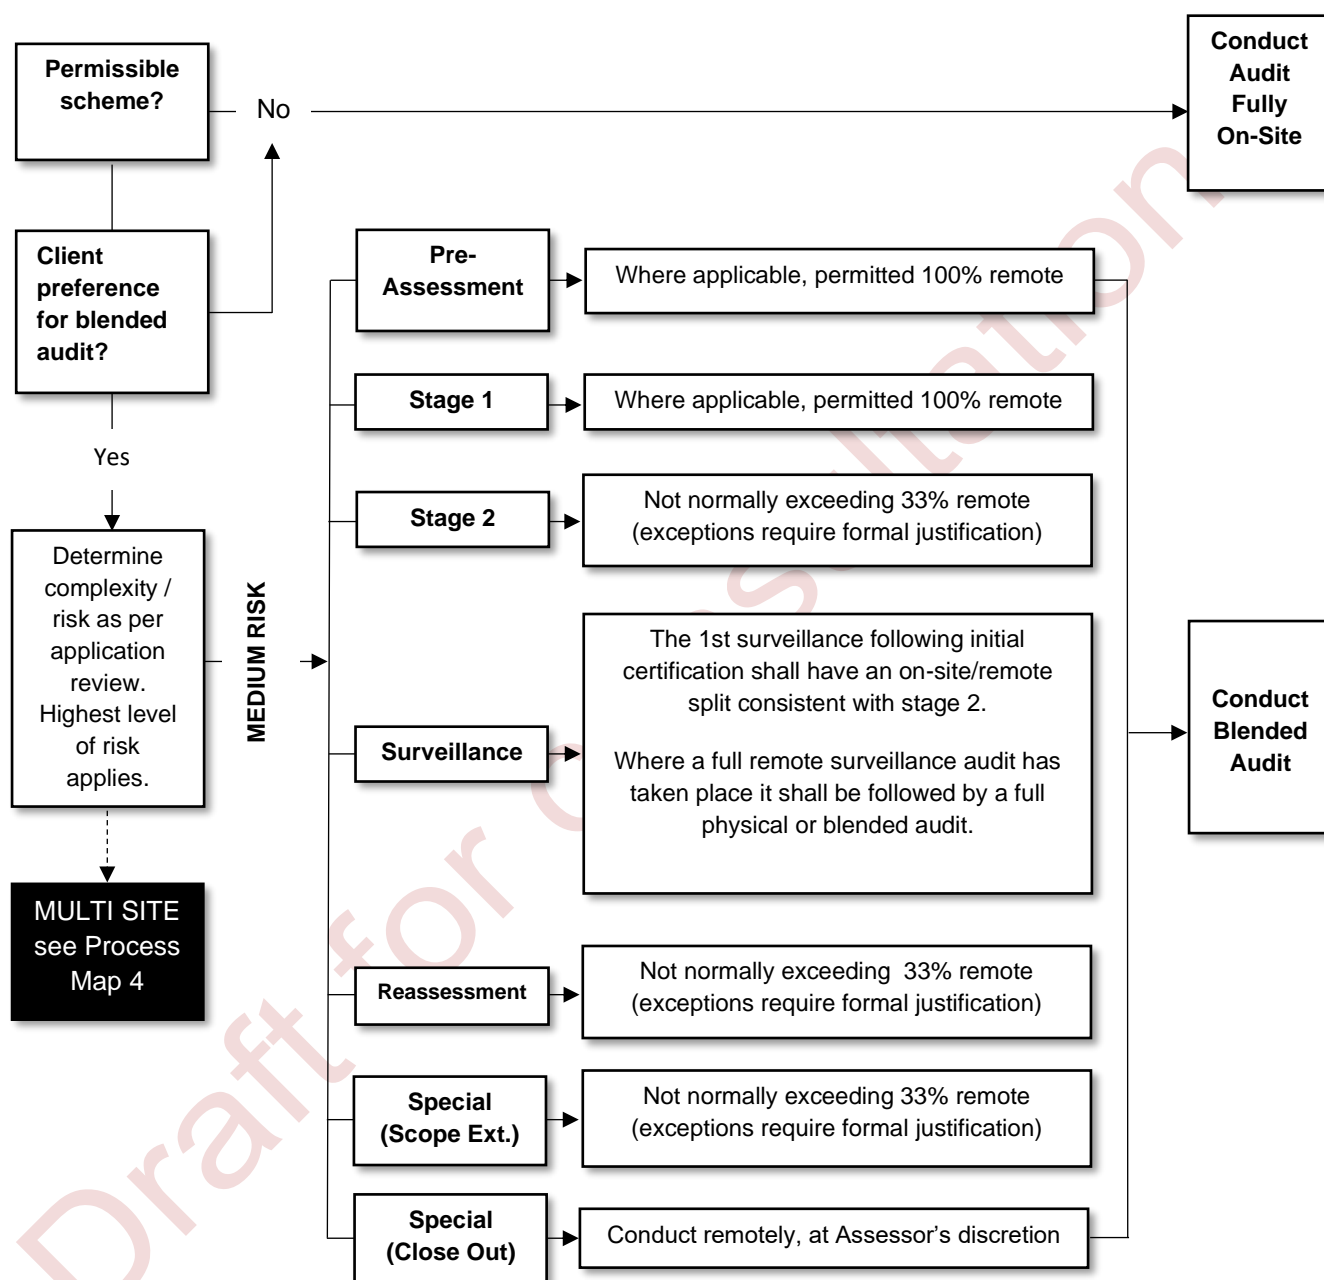 Permissible
scheme?
No
Conduct
Audit
Fully
On-Site
Client
preference
for blended
audit?
Yes
Determine
complexity /
risk as per
application
review.
Highest level
of risk
applies.
MULTI SITE
see Process
Map 4
MEDIUM RISK
Pre-
Assessment
Where applicable, permitted 100% remote
Stage 1
Where applicable, permitted 100% remote
Stage 2
Not normally exceeding 33% remote
(exceptions require formal justification)
Surveillance
The 1st surveillance following initial
certification shall have an on-site/remote
split consistent with stage 2.
Where a full remote surveillance audit has
taken place it shall be followed by a full
physical or blended audit.
Reassessment
Not normally exceeding 33% remote
(exceptions require formal justification)
Special
(Scope Ext.)
Not normally exceeding 33% remote
(exceptions require formal justification)
Special
(Close Out)
Conduct remotely, at Assessor's discretion
Conduct
Blended
Audit
Draft for consultation